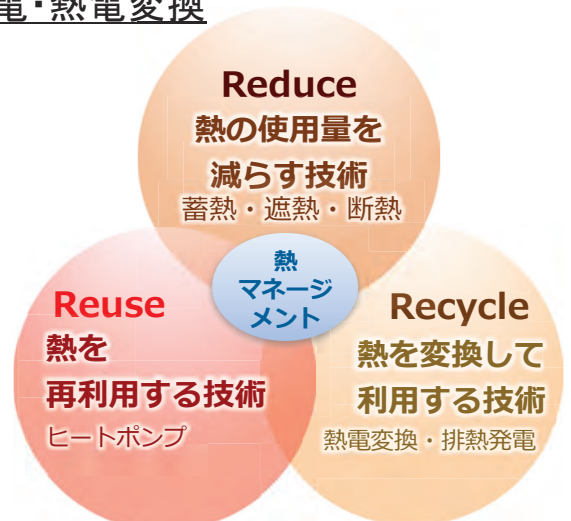 電・熱電変換
Reduce
熱の使用量を
減らす技術
蓄熱・遮熱・断熱
熱
マネージ
メント
Reuse
熱を
再利用する技術
ヒートポンプ
Recycle
熱を変換して
利用する技術
熱電変換・排熱発電